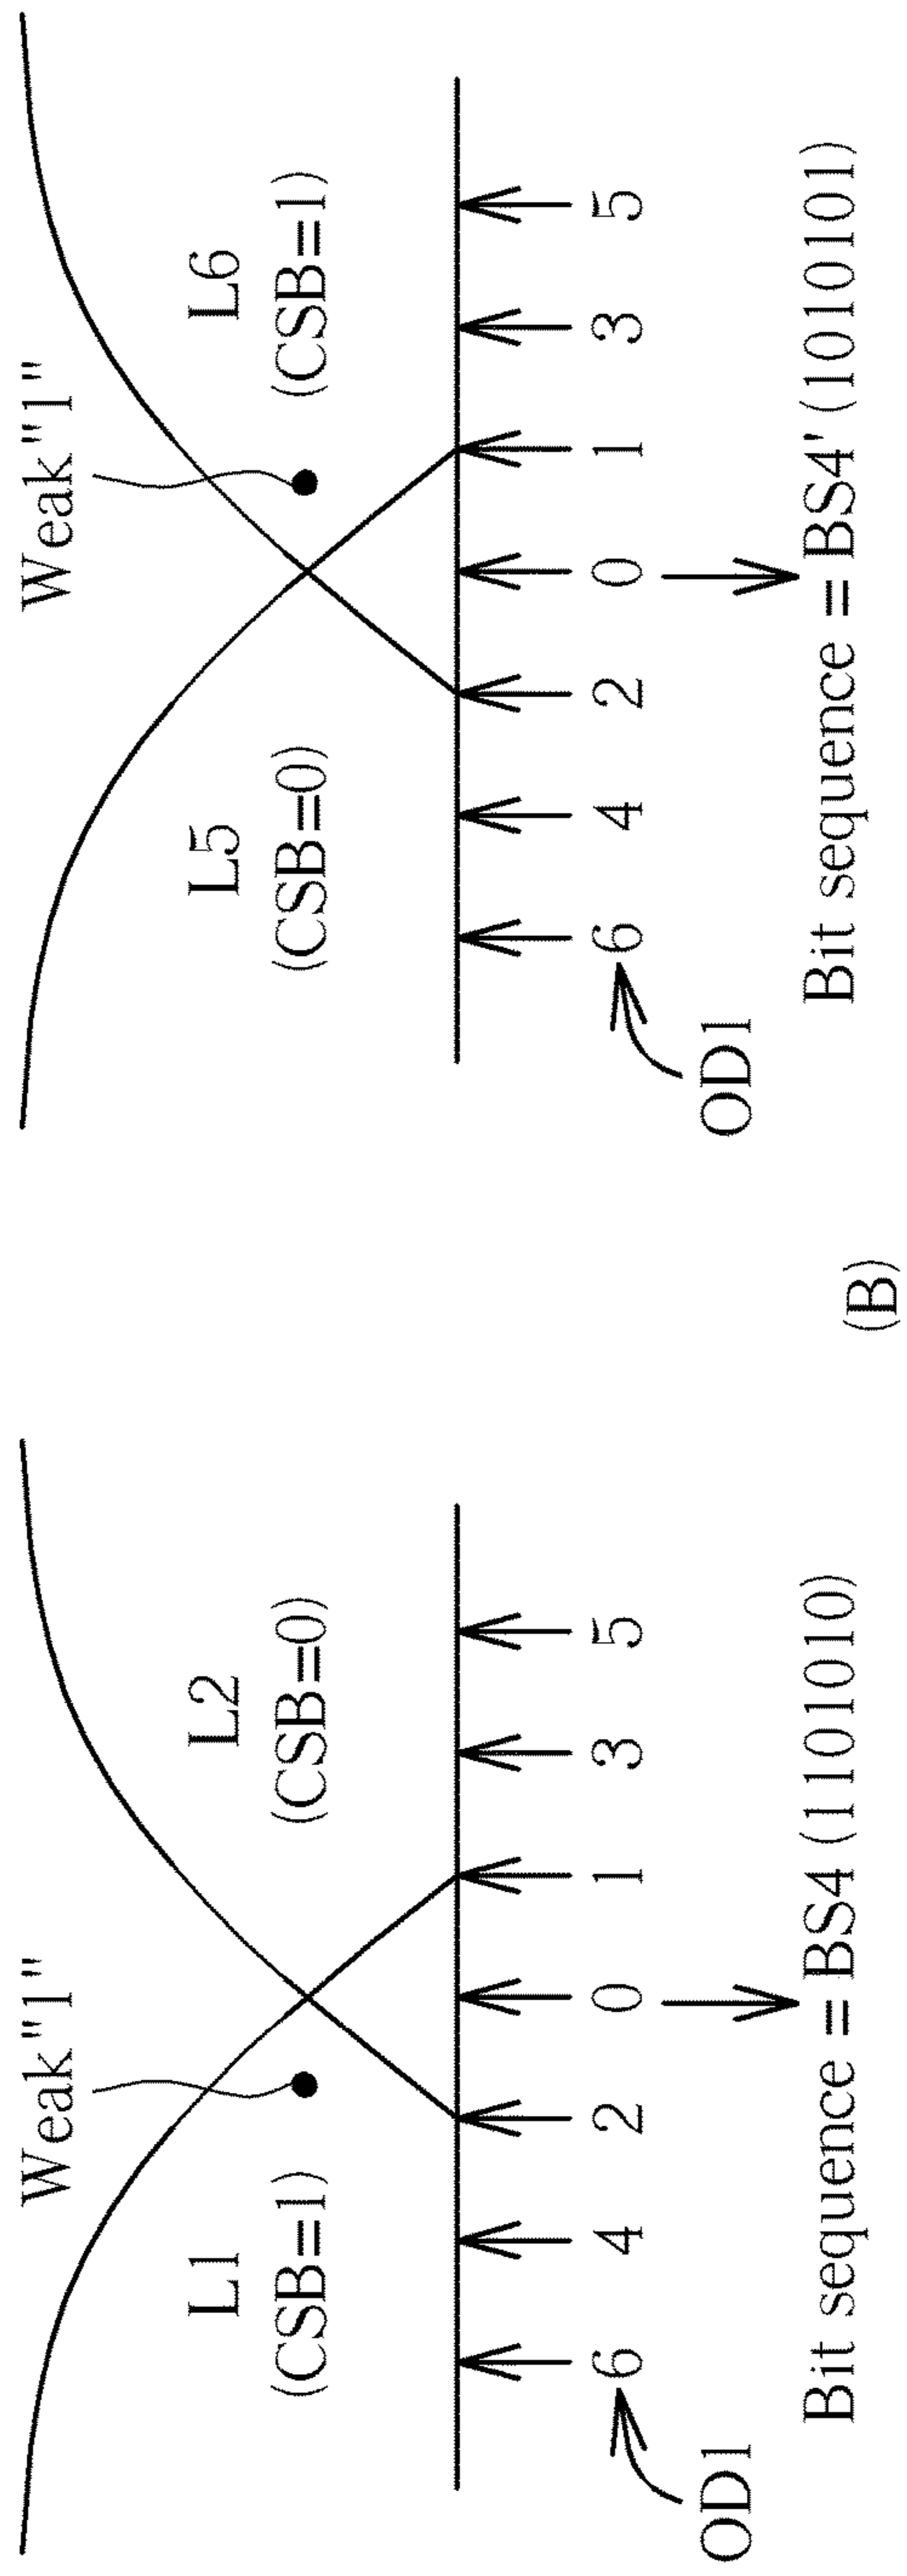 Weak"1"
L1
(CSB=1)
L2
(CSB=0)
6 4 2 0 1 3 5
OD1
Bit sequence = BS4 (1101010)
Weak"1"
L5
(CSB=0)
L6
(CSB=1)
6 4 2 0 1 3 5
OD1
Bit sequence = BS4' (1010101)
(B)